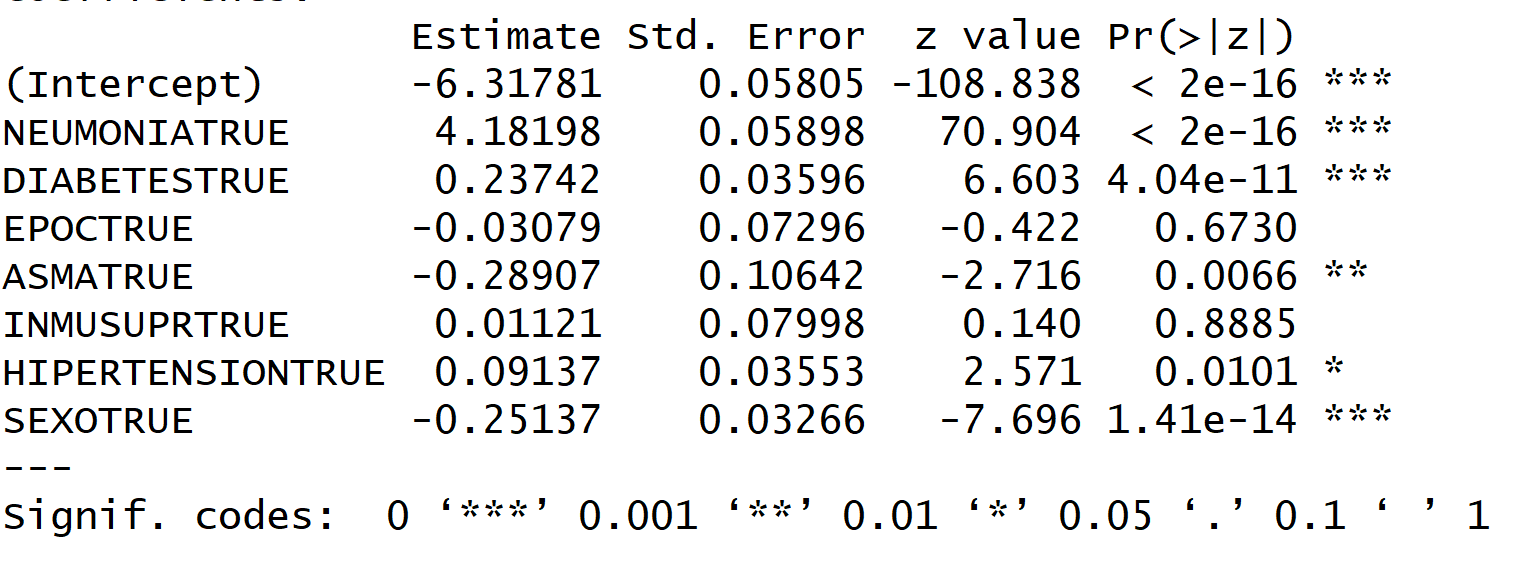 Estimate Std. Error z value Pr(>|z|)
(Intercept) -6.31781 0.05805 -108.838 < 2e-16 ***
NEUMONIATRUE 4.18198 0.05898 70.904 < 2e-16 ***
DIABETESTRUE 0.23742 0.03596 6.603 4.04e-11 ***
EPOCTRUE -0.03079 0.07296 -0.422 0.6730
ASMATRUE -0.28907 0.10642 -2.716 0.0066 **
INMUSUPRTRUE 0.01121 0.07998 0.140 0.8885
HIPERTENSIONTRUE 0.09137 0.03553 2.571 0.0101 *
SEXOTRUE -0.25137 0.03266 -7.696 1.41e-14 ***
---
Signif. codes: 0 ‘***’ 0.001 ‘**’ 0.01 ‘*’ 0.05 ‘.’ 0.1 ‘ ’ 1